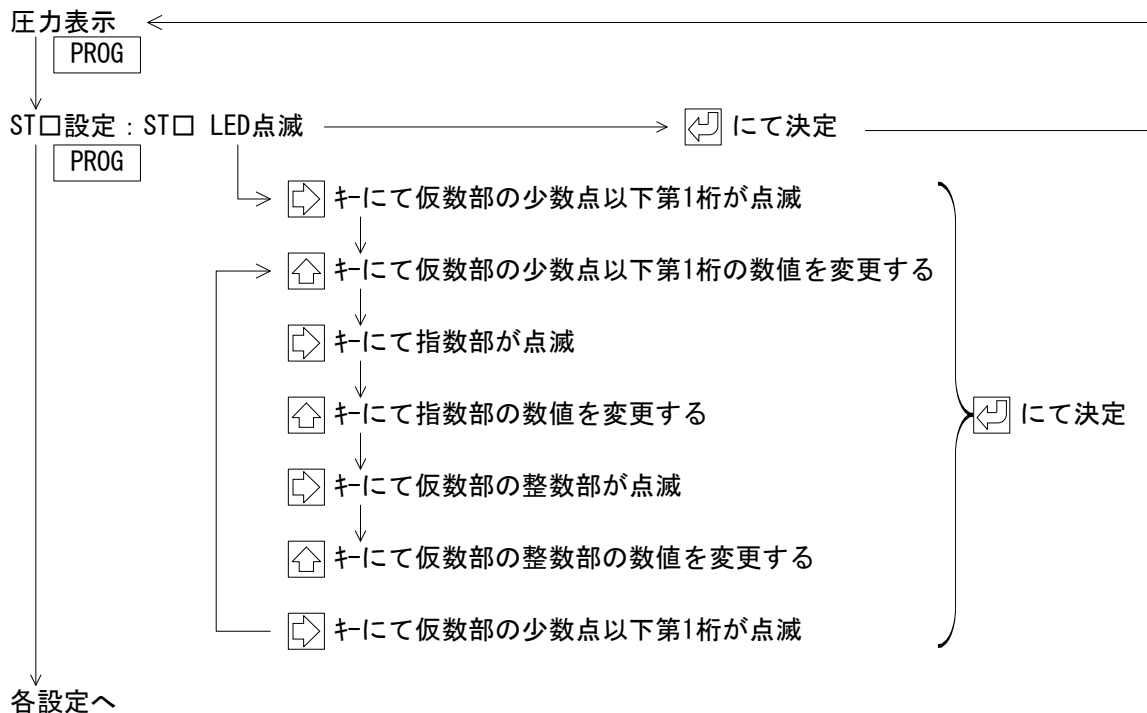 圧力表示
PROG
ST□設定：ST□ LED点滅
にて決定
PROG
ｷｰにて仮数部の少数点以下第1桁が点滅
ｷｰにて仮数部の少数点以下第1桁の数値を変更する
ｷｰにて指数部が点滅
ｷｰにて指数部の数値を変更する
にて決定
ｷｰにて仮数部の整数部が点滅
ｷｰにて仮数部の整数部の数値を変更する
ｷｰにて仮数部の少数点以下第1桁が点滅
各設定へ